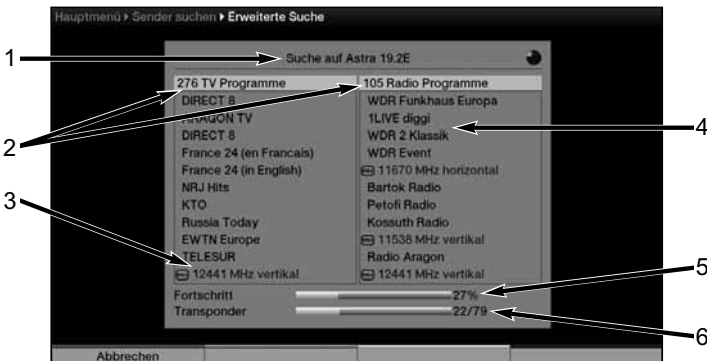 Hauptmenü Sender suchen Erweiterte Suche
1
Suche auf Astra 19.2E
276 TV Programme
DIRECT 8
ARAGON TV
DIRECT 8
France 24 (en Francais)
France 24 (in English)
NRJ Hits
KTO
Russia Today
EWTN Europe
TELESUR
12441 MHz vertikal
105 Radio Programme
WDR Funkhaus Europa
1LIVE diggi
WDR 2 Klassik
WDR Event
11670 MHz horizontal
Bartok Radio
Petofi Radio
Kossuth Radio
11538 MHz vertikal
Radio Aragon
12441 MHz vertikal
2
3
4
Fortschritt 27%
5
Transponder 22/79
6
Abbrechen